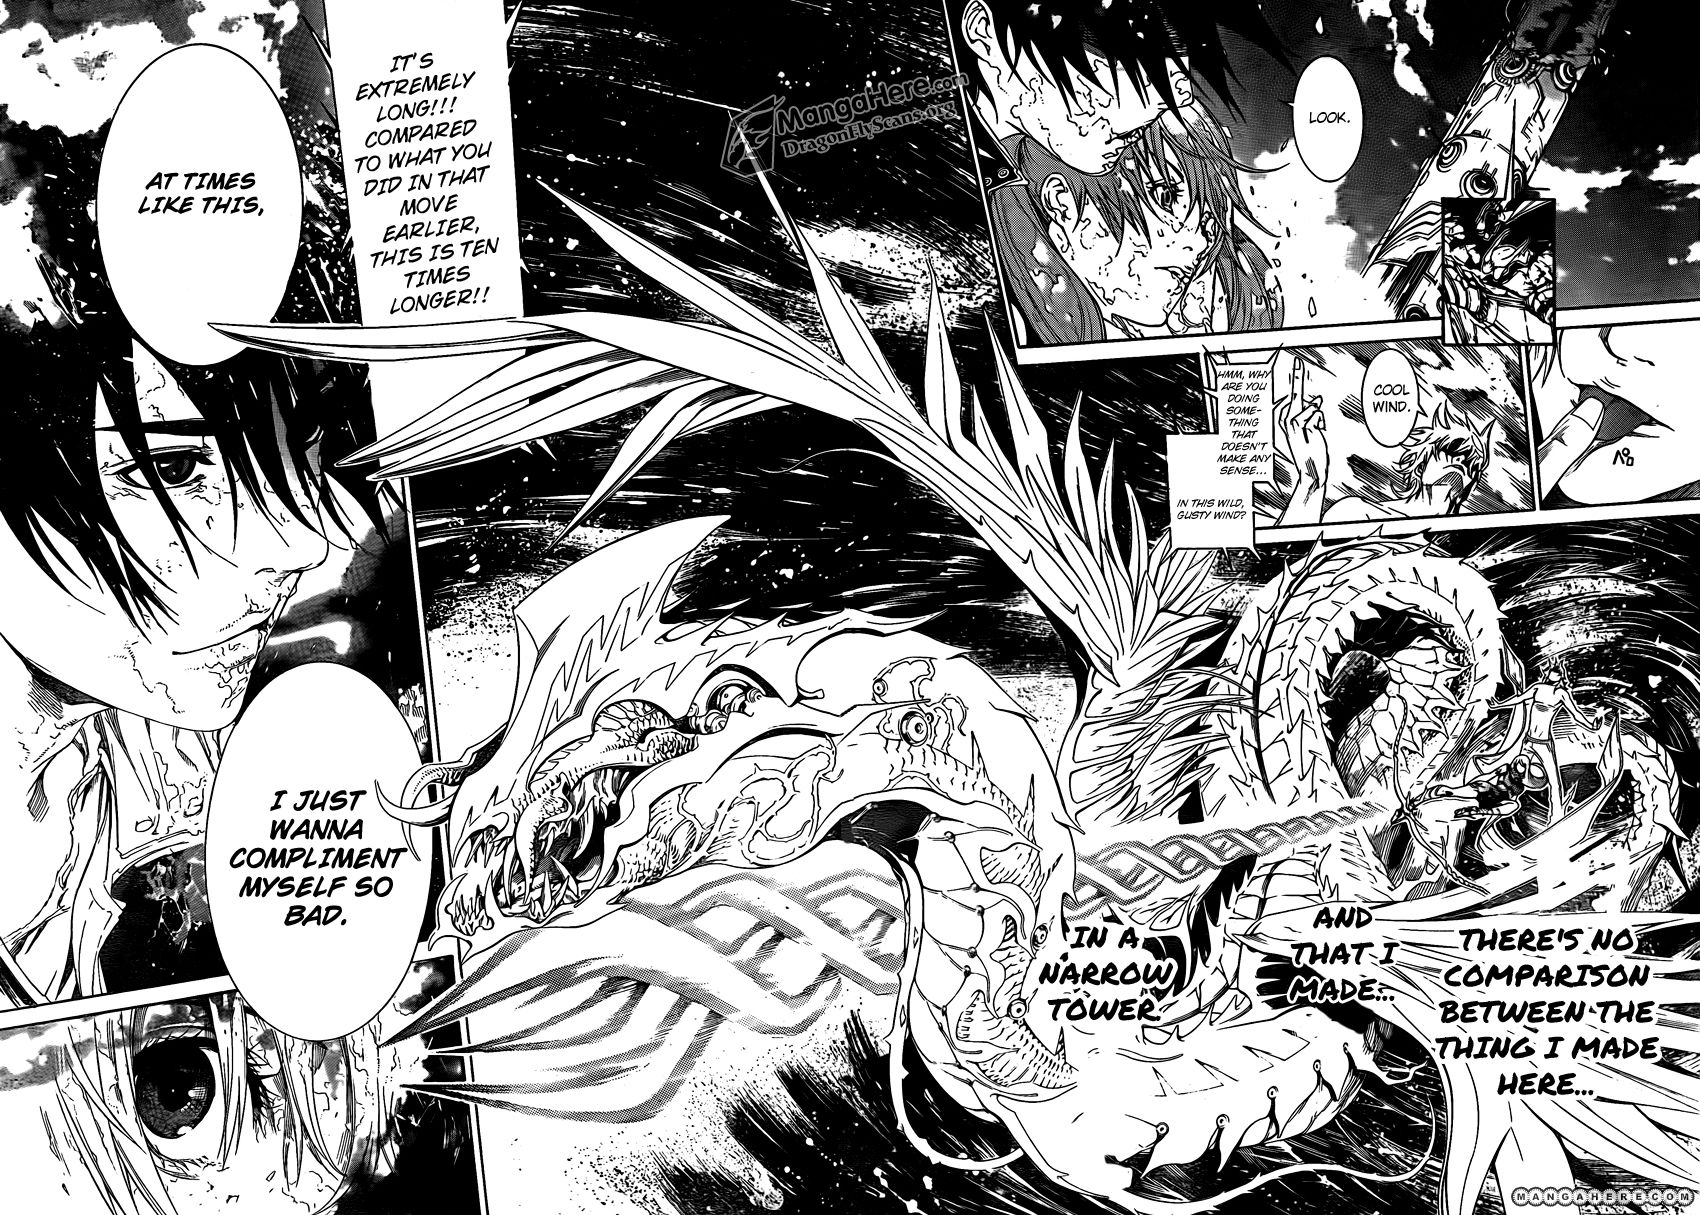 LOOK.
ペロ
COOL
WIND.
HMM, WHY
ARE YOU
DOING
SOME-
THING
THAT
DOESN'T
MAKE ANY
SENSE...
IN THIS WILD,
GUSTY WIND?
THERE'S NO
COMPARISON
BETWEEN THE
THING I MADE
HERE...
AND
THAT I
MADE...
IN A
NARROW
TOWER.
IT'S
EXTREMELY
LONG!!!
COMPARED
TO WHAT YOU
DID IN THAT
MOVE
EARLIER,
THIS IS TEN
TIMES
LONGER!!
AT TIMES
LIKE THIS,
I JUST
WANNA
COMPLIMENT
MYSELF SO
BAD.
MangaHere.com
DragonFlyScans.org
MANGAHERE.COM